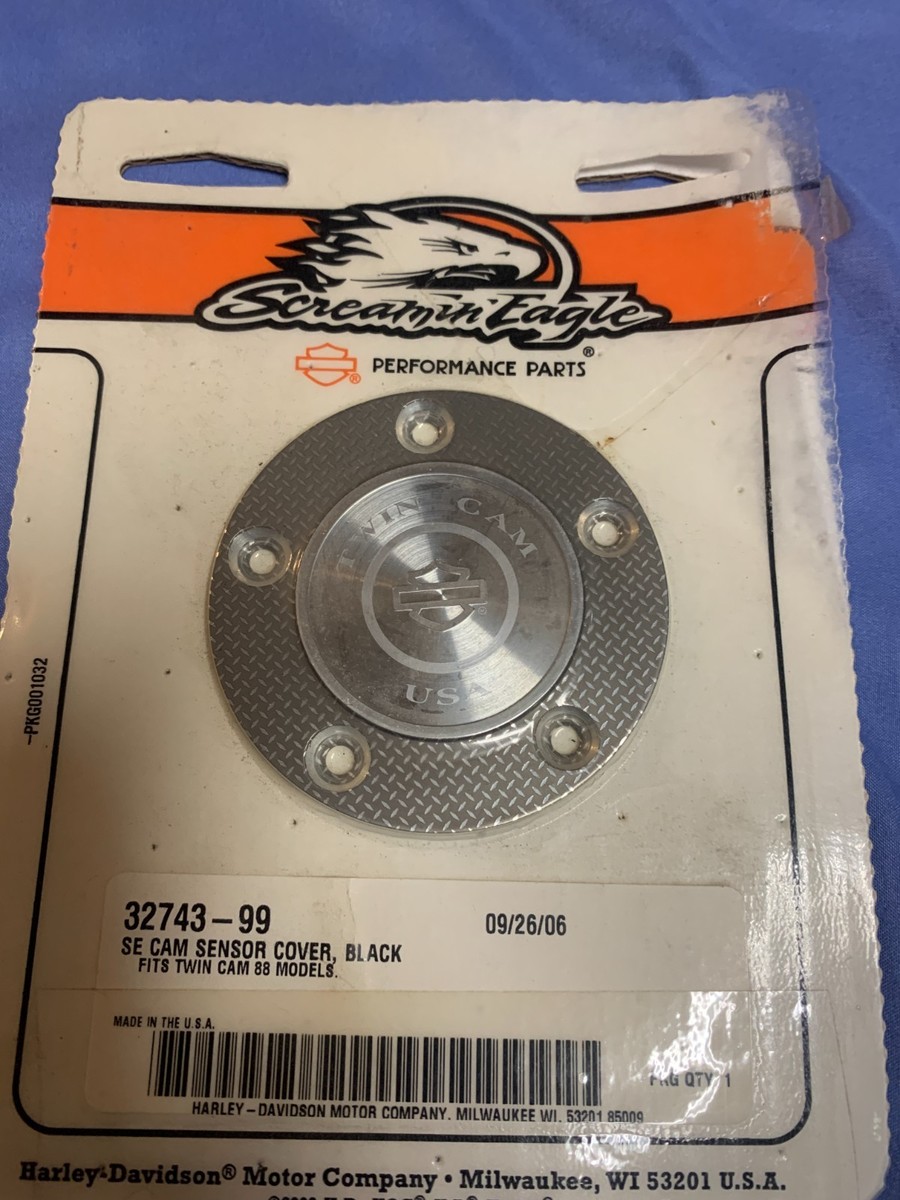 Screamin' Eagle®
® PERFORMANCE PARTS
TWIN CAM
®
USA
-PKG001032
32743-99 09/26/06
SE CAM SENSOR COVER, BLACK
FITS TWIN CAM 88 MODELS.
MADE IN THE U.S.A.
PKG QTY 1
HARLEY-DAVIDSON MOTOR COMPANY. MILWAUKEE WI. 53201 85009
Harley-Davidson® Motor Company • Milwaukee, WI 53201 U.S.A.